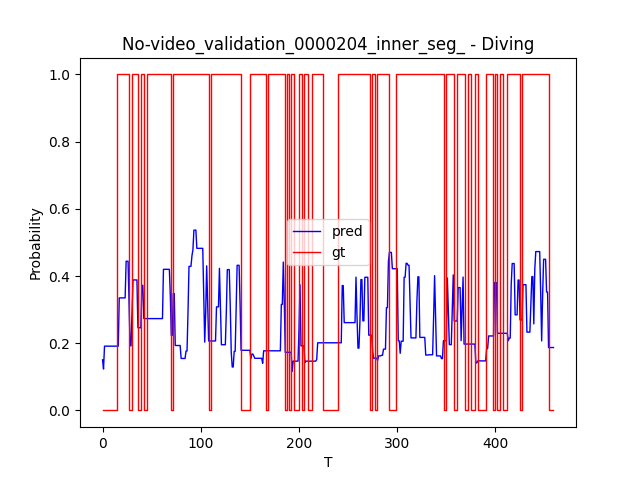 No-video_validation_0000204_inner_seg_ - Diving
Probability
1.0
0.8
0.6
0.4
0.2
0.0
pred
gt
0 100 200 300 400
T